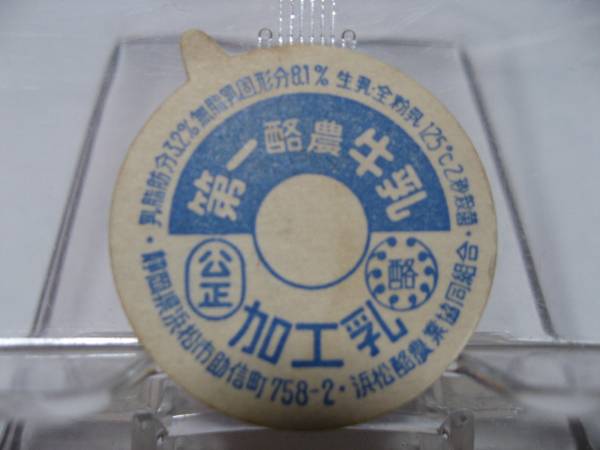 ・乳脂肪分3.2% 無脂乳固形分8.1% 生乳・全粉乳 125℃2秒殺菌・
第一酪農牛乳
公正
酪
加工乳
静岡県浜松市助信町758-2・浜松酪農業協同組合